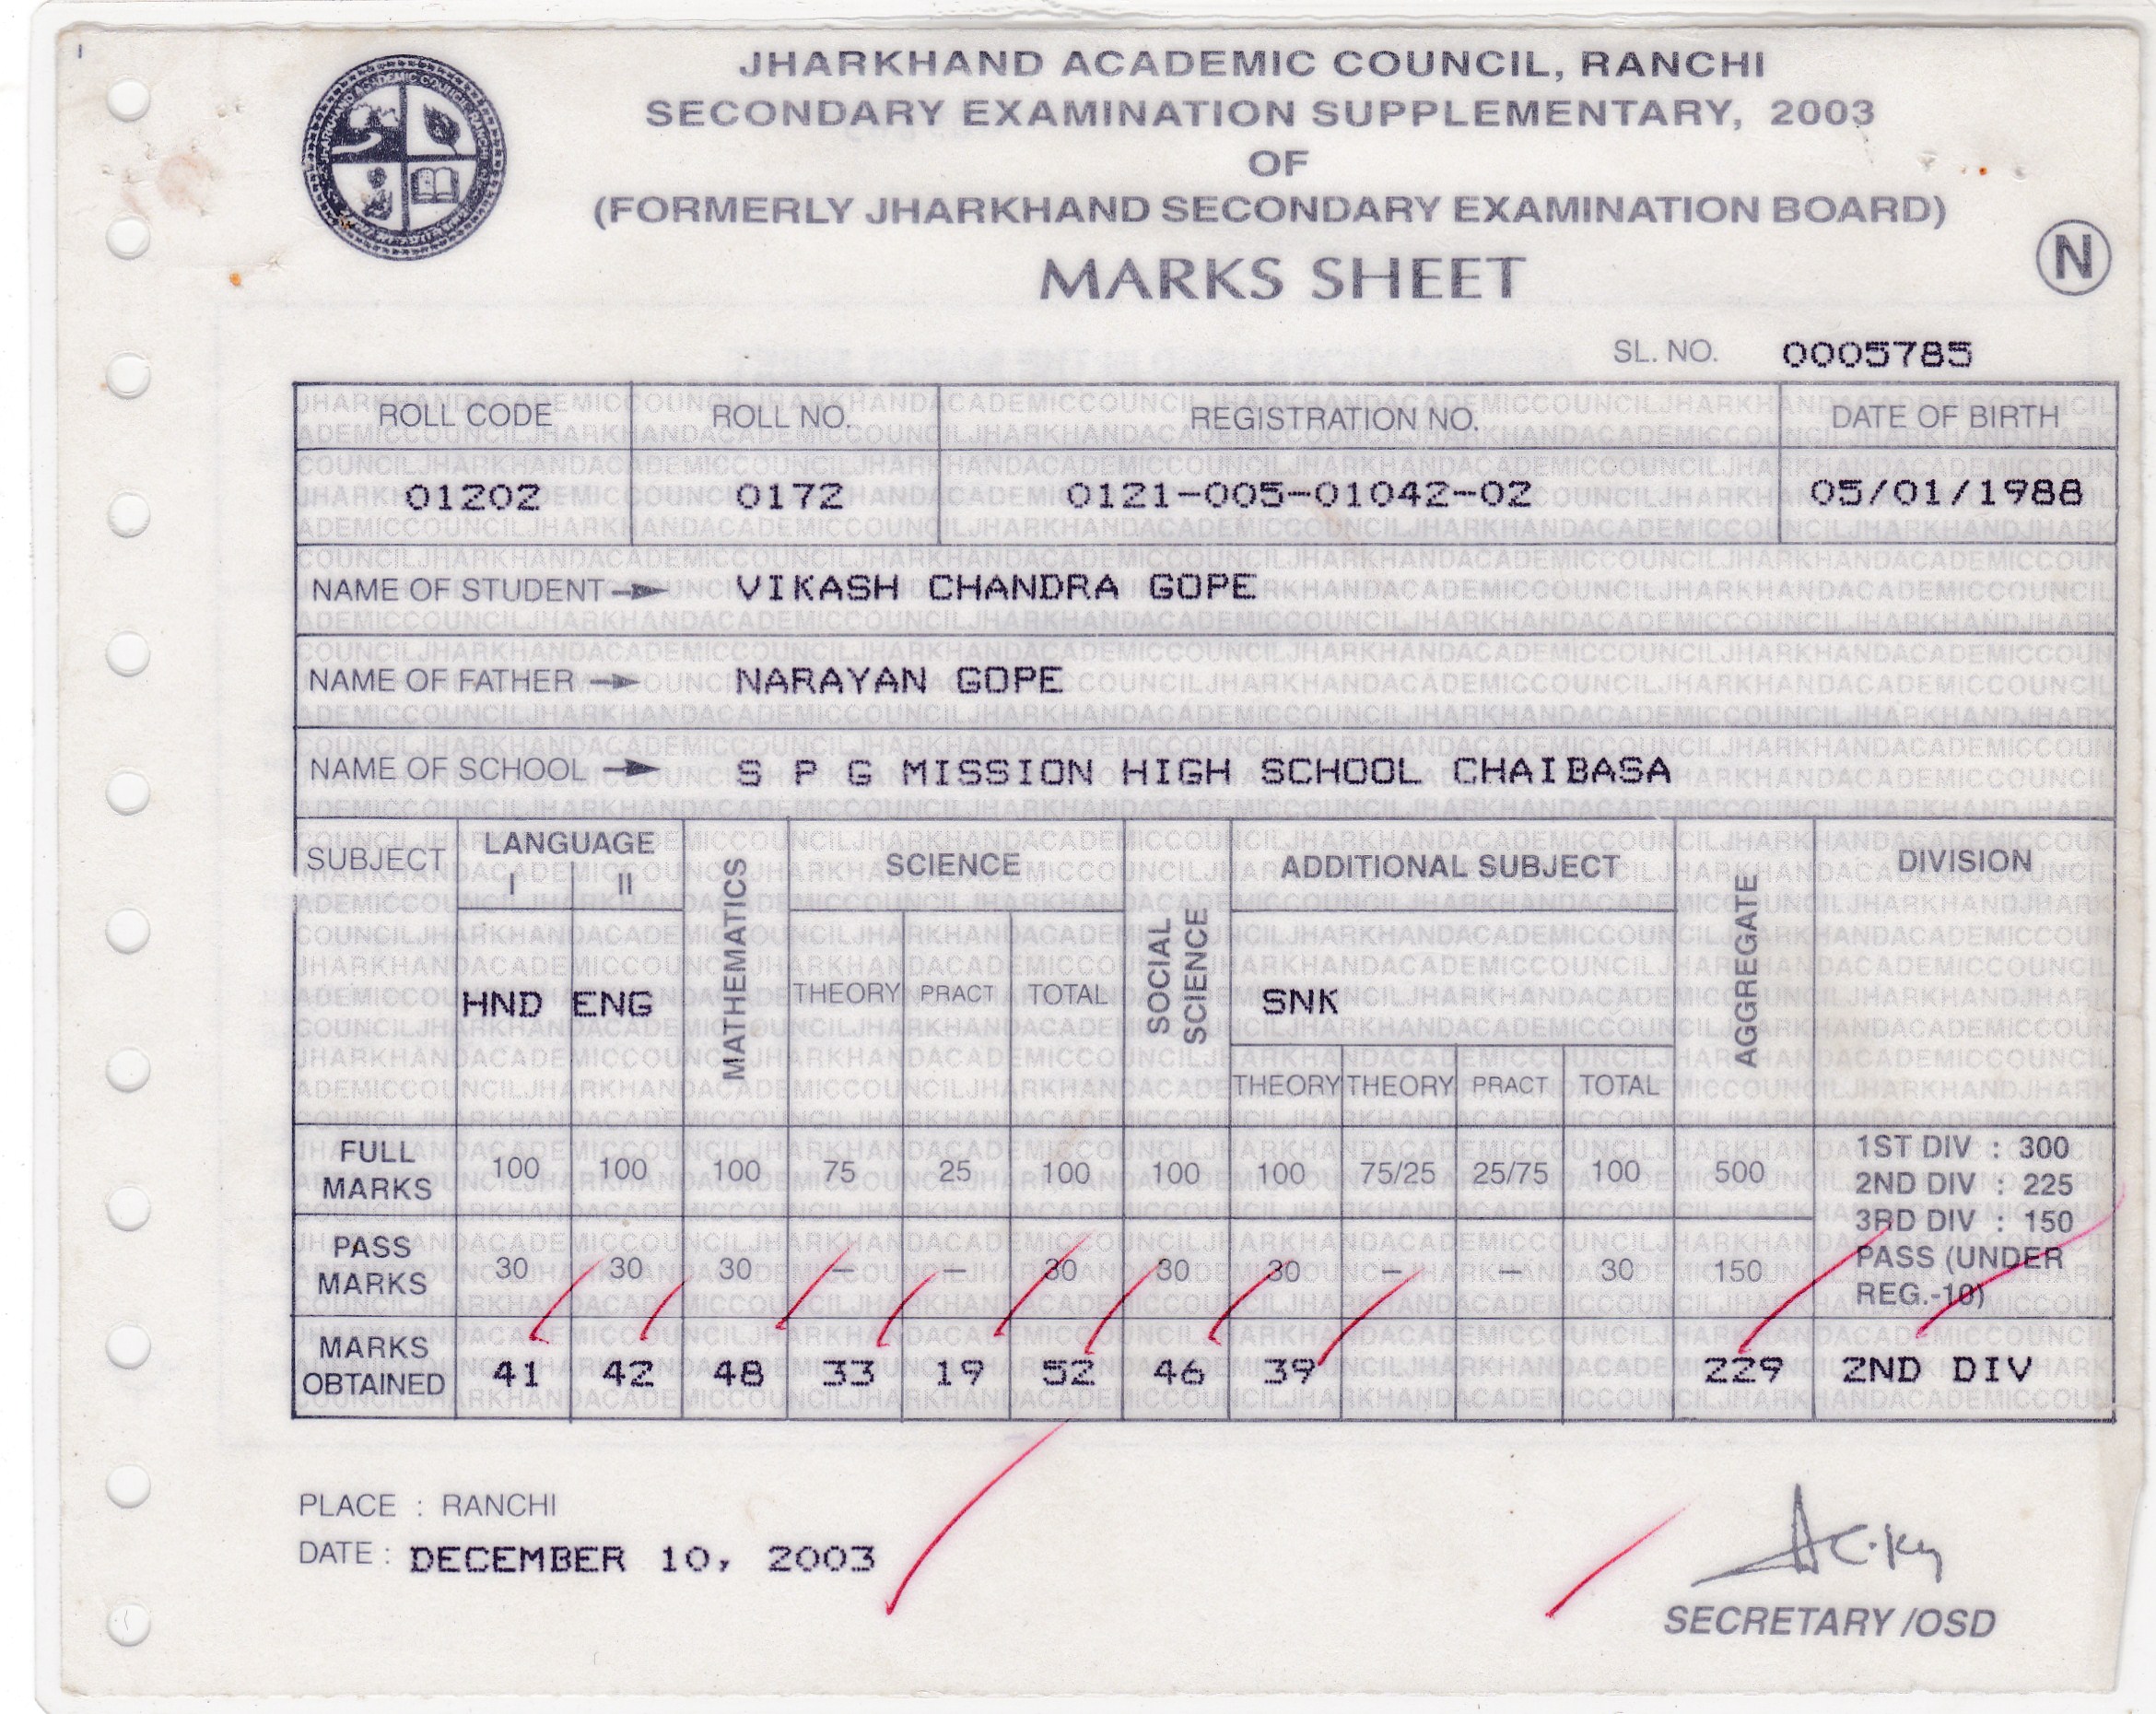 JHARKHAND ACADEMIC COUNCIL, RANCHI
SECONDARY EXAMINATION SUPPLEMENTARY, 2003
OF
(FORMERLY JHARKHAND SECONDARY EXAMINATION BOARD)
MARKS SHEET
N
SL. NO. 0005785
ROLL CODE ROLL NO. REGISTRATION NO. DATE OF BIRTH
01202 0172 0121-005-01042-02 05/01/1988
NAME OF STUDENT VIKASH CHANDRA GOPE
NAME OF FATHER NARAYAN GOPE
NAME OF SCHOOL S P G MISSION HIGH SCHOOL CHAIBASA
SUBJECT LANGUAGE MATHEMATICS SCIENCE SOCIAL SCIENCE ADDITIONAL SUBJECT AGGREGATE DIVISION
I II
HND ENG THEORY PRACT TOTAL SNK
THEORY THEORY PRACT TOTAL
FULL MARKS 100 100 100 75 25 100 100 100 75/25 25/75 100 500
1ST DIV : 300
2ND DIV : 225
3RD DIV : 150
PASS (UNDER
REG.-10)
PASS MARKS 30 30 30 – – 30 30 30 – – 30 150
MARKS OBTAINED 41 42 48 33 19 52 46 39 229 2ND DIV
PLACE : RANCHI
DATE : DECEMBER 10, 2003
SECRETARY /OSD